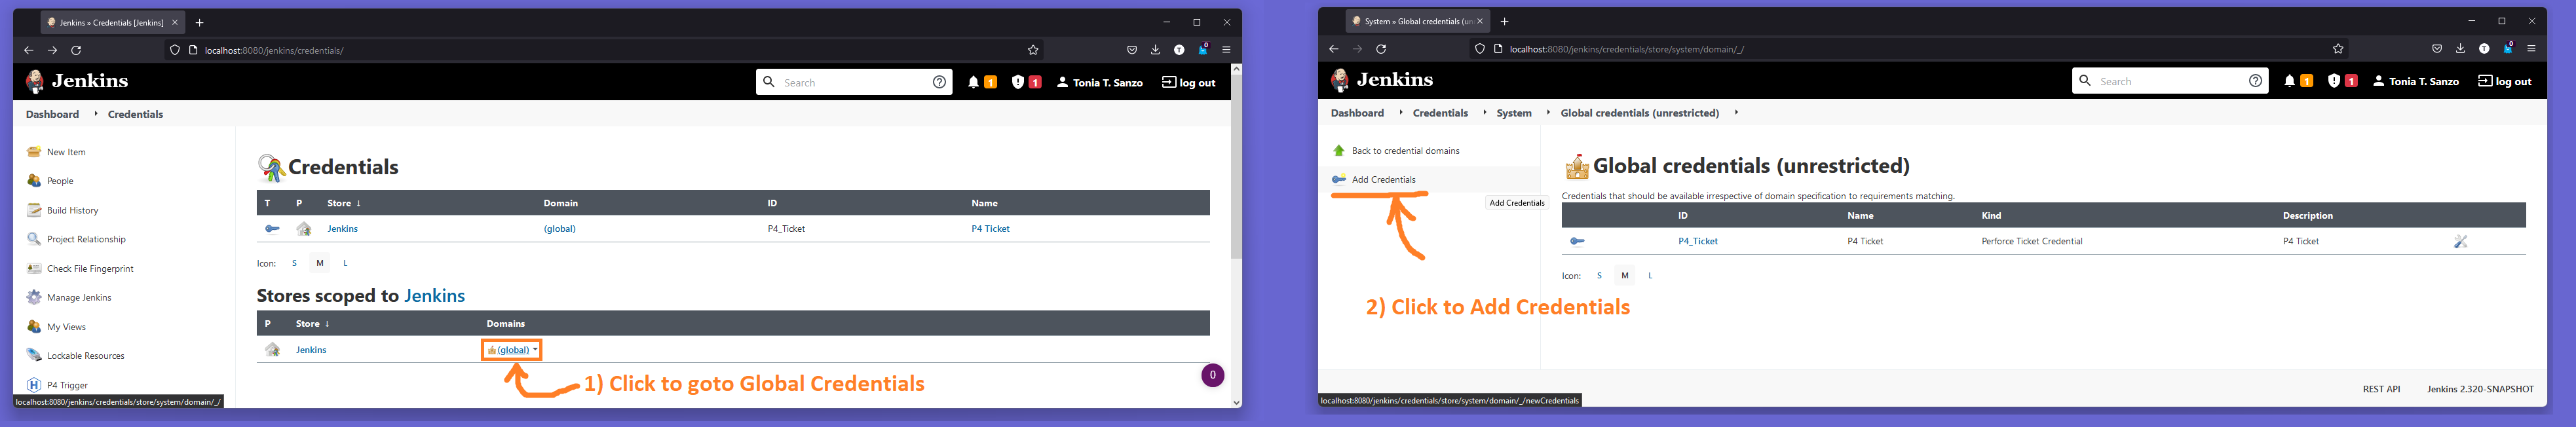 Jenkins » Credentials [Jenkins]
localhost:8080/jenkins/credentials/
0
Jenkins
Search
1
1
Tonia T. Sanzo
log out
Dashboard
Credentials
New Item
People
Build History
Project Relationship
Check File Fingerprint
Manage Jenkins
My Views
Lockable Resources
P4 Trigger
localhost:8080/jenkins/credentials/store/system/domain/_/
Credentials
T P Store ↓ Domain ID Name
Jenkins (global) P4_Ticket P4 Ticket
Icon: S M L
Stores scoped to Jenkins
P Store ↓ Domains
Jenkins (global)
1) Click to goto Global Credentials
0
System » Global credentials (un
localhost:8080/jenkins/credentials/store/system/domain/_/
0
Jenkins
Search
1
1
Tonia T. Sanzo
log out
Dashboard
Credentials
System
Global credentials (unrestricted)
Back to credential domains
Add Credentials
Add Credentials
Global credentials (unrestricted)
Credentials that should be available irrespective of domain specification to requirements matching.
ID Name Kind Description
P4_Ticket P4 Ticket Perforce Ticket Credential P4 Ticket
Icon: S M L
2) Click to Add Credentials
REST API Jenkins 2.320-SNAPSHOT
localhost:8080/jenkins/credentials/store/system/domain/_/newCredentials